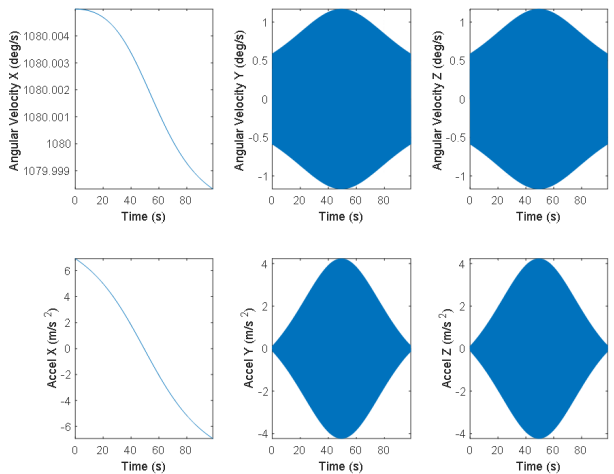 1080.004
1080.003
1080.002
1080.001
1080
1079.999
0 20 40 60 80
Time (s)
Angular Velocity X (deg/s)
1
0.5
0
-0.5
-1
0 20 40 60 80
Time (s)
Angular Velocity Y (deg/s)
1
0.5
0
-0.5
-1
0 20 40 60 80
Time (s)
Angular Velocity Z (deg/s)
6
4
2
0
-2
-4
-6
0 20 40 60 80
Time (s)
Accel X (m/s 2)
4
2
0
-2
-4
0 20 40 60 80
Time (s)
Accel Y (m/s 2)
4
2
0
-2
-4
0 20 40 60 80
Time (s)
Accel Z (m/s 2)